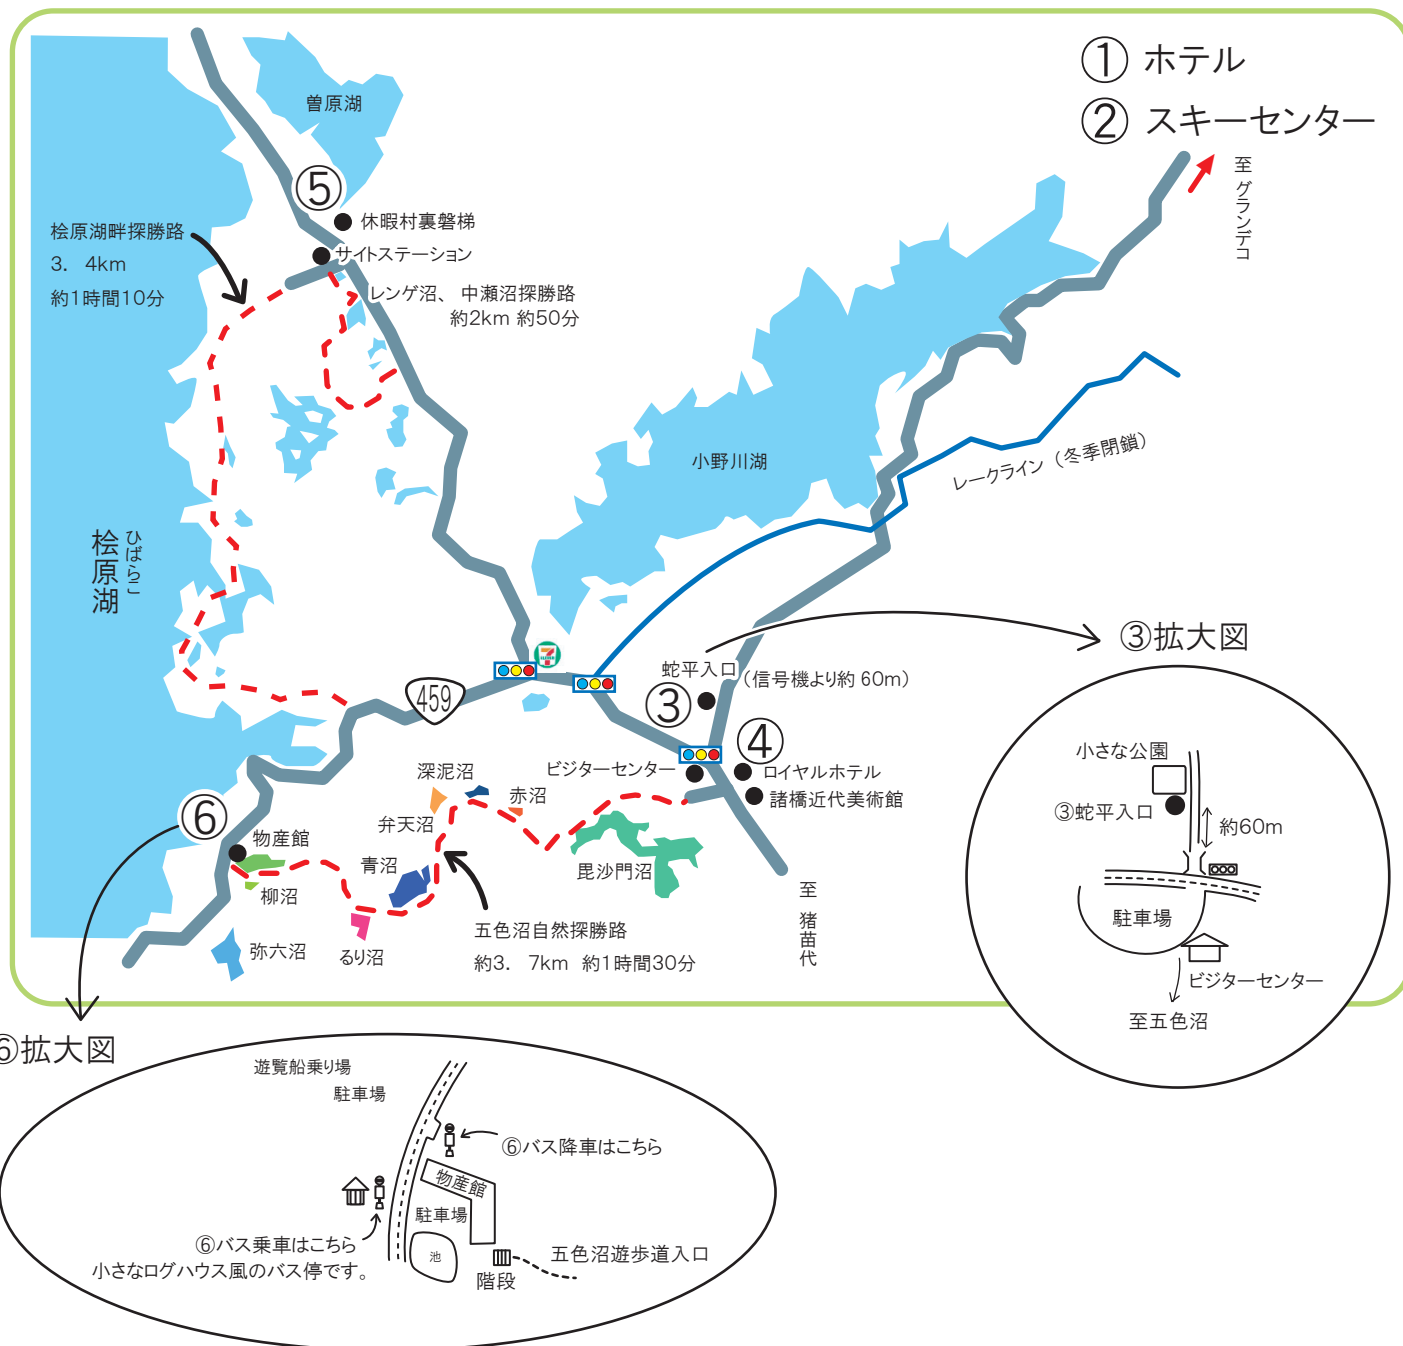 ① ホテル
② スキーセンター
至 グランデコ
曽原湖
⑤
休暇村裏磐梯
サイトステーション
桧原湖畔探勝路
3. 4km
約1時間10分
レンゲ沼、中瀬沼探勝路
約2km 約50分
小野川湖
レークライン（冬季閉鎖）
桧原湖
ひばらこ
7
ELEVEN
459
蛇平入口
(信号機より約 60m)
③
④
ビジターセンター
ロイヤルホテル
諸橋近代美術館
深泥沼
赤沼
弁天沼
⑥
物産館
青沼
毘沙門沼
柳沼
弥六沼
るり沼
五色沼自然探勝路
約3. 7km 約1時間30分
至 猪苗代
③拡大図
小さな公園
③蛇平入口
約60m
駐車場
ビジターセンター
至五色沼
⑥拡大図
遊覧船乗り場
駐車場
⑥バス降車はこちら
物産館
駐車場
⑥バス乗車はこちら
小さなログハウス風のバス停です。
池
階段
五色沼遊歩道入口